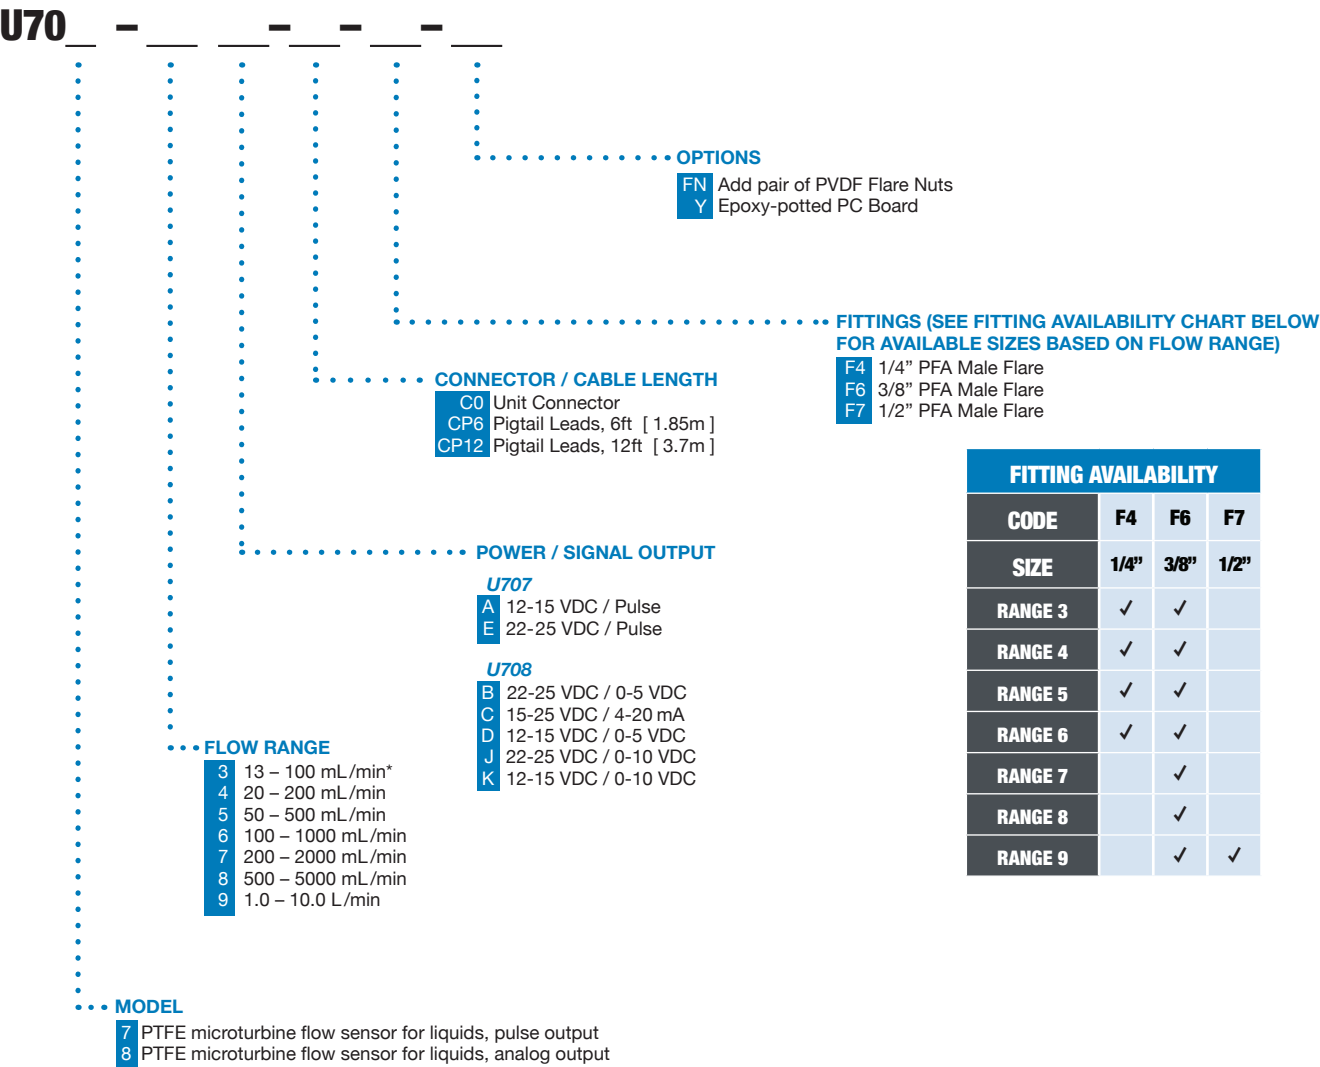 U70__ – ___ ___–___–___–___
OPTIONS
FN Add pair of PVDF Flare Nuts
Y Epoxy-potted PC Board
FITTINGS (SEE FITTING AVAILABILITY CHART BELOW
FOR AVAILABLE SIZES BASED ON FLOW RANGE)
F4 1/4” PFA Male Flare
F6 3/8” PFA Male Flare
F7 1/2” PFA Male Flare
CONNECTOR / CABLE LENGTH
C0 Unit Connector
CP6 Pigtail Leads, 6ft [ 1.85m ]
CP12 Pigtail Leads, 12ft [ 3.7m ]
FITTING AVAILABILITY
CODE F4 F6 F7
SIZE 1/4” 3/8” 1/2”
RANGE 3 ✓ ✓
RANGE 4 ✓ ✓
RANGE 5 ✓ ✓
RANGE 6 ✓ ✓
RANGE 7 ✓
RANGE 8 ✓
RANGE 9 ✓ ✓
POWER / SIGNAL OUTPUT
U707
A 12-15 VDC / Pulse
E 22-25 VDC / Pulse
U708
B 22-25 VDC / 0-5 VDC
C 15-25 VDC / 4-20 mA
D 12-15 VDC / 0-5 VDC
J 22-25 VDC / 0-10 VDC
K 12-15 VDC / 0-10 VDC
FLOW RANGE
3 13 – 100 mL/min*
4 20 – 200 mL/min
5 50 – 500 mL/min
6 100 – 1000 mL/min
7 200 – 2000 mL/min
8 500 – 5000 mL/min
9 1.0 – 10.0 L/min
MODEL
7 PTFE microturbine flow sensor for liquids, pulse output
8 PTFE microturbine flow sensor for liquids, analog output